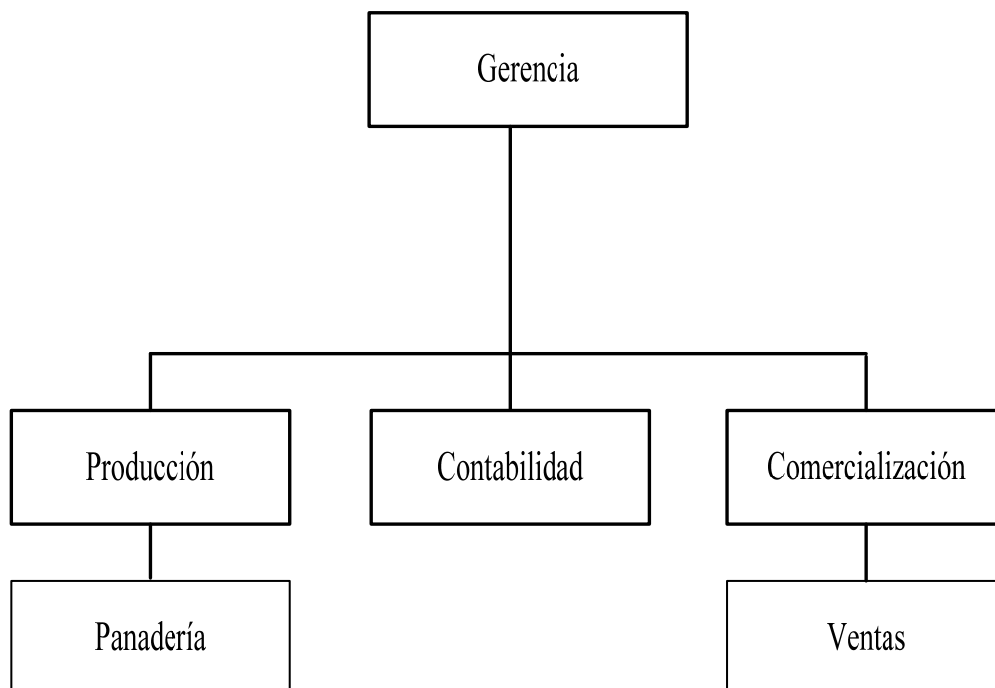 Gerencia
Producción
Contabilidad
Comercialización
Panadería
Ventas